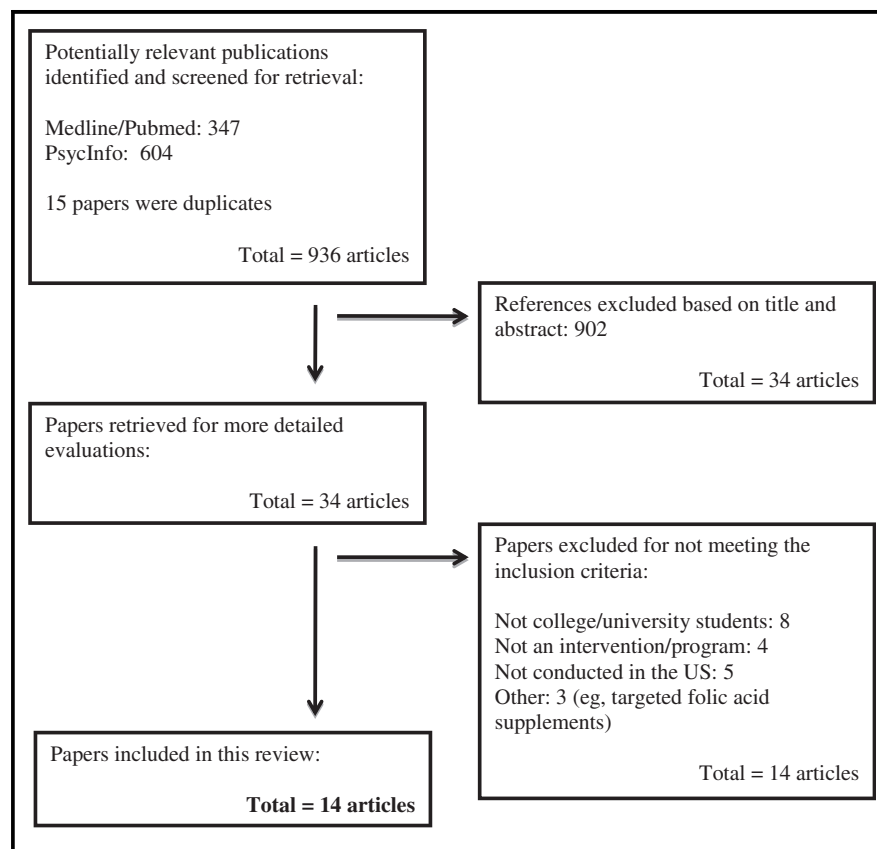 Potentially relevant publications
identified and screened for retrieval:
Medline/Pubmed: 347
PsycInfo:  604
15 papers were duplicates
Total = 936 articles
References excluded based on title and
abstract: 902
Total = 34 articles
Papers retrieved for more detailed
evaluations:
Total = 34 articles
Papers excluded for not meeting the
inclusion criteria:
Not college/university students: 8
Not an intervention/program: 4
Not conducted in the US: 5
Other: 3 (eg, targeted folic acid
supplements)
Total = 14 articles
Papers included in this review:
Total = 14 articles